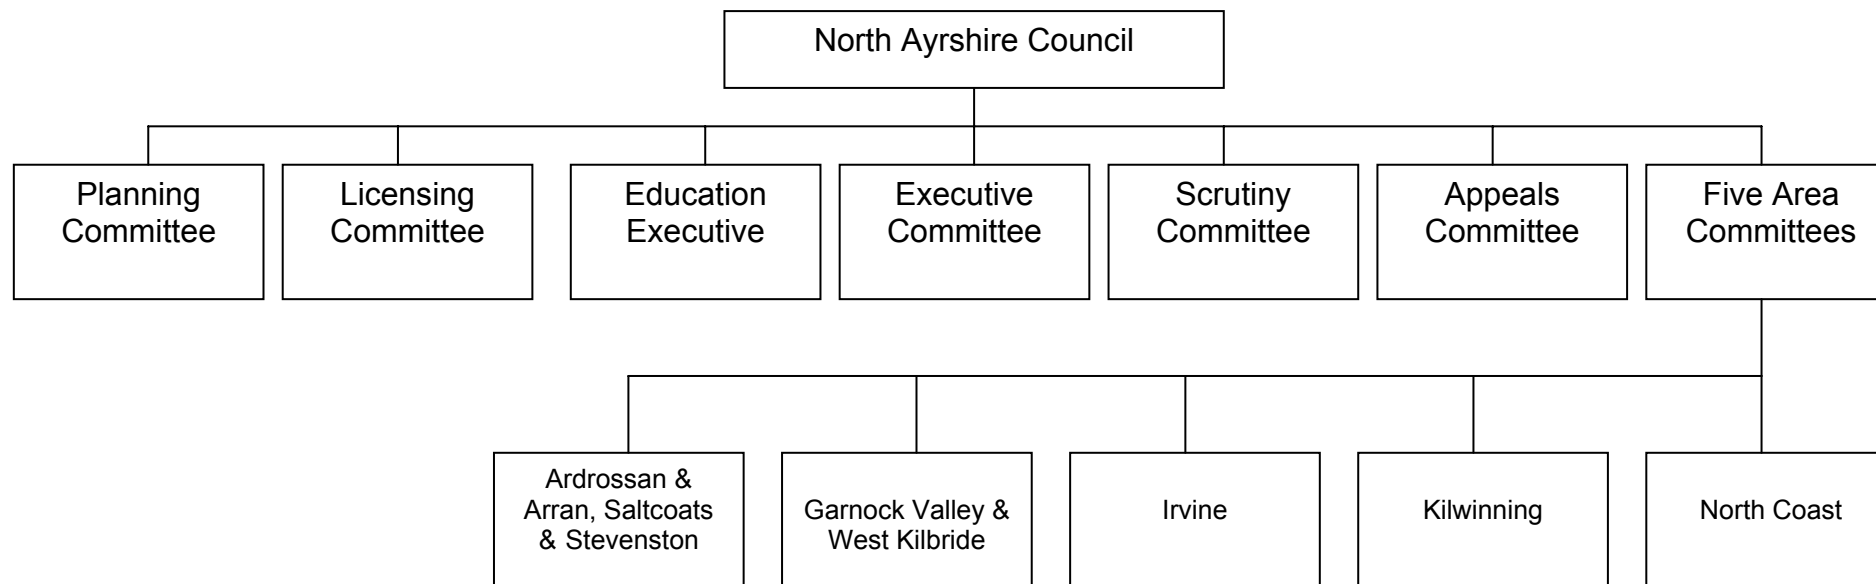 North Ayrshire Council
Planning
Committee
Licensing
Committee
Education
Executive
Executive
Committee
Scrutiny
Committee
Appeals
Committee
Five Area
Committees
Ardrossan &
Arran, Saltcoats
& Stevenston
Garnock Valley &
West Kilbride
Irvine
Kilwinning
North Coast